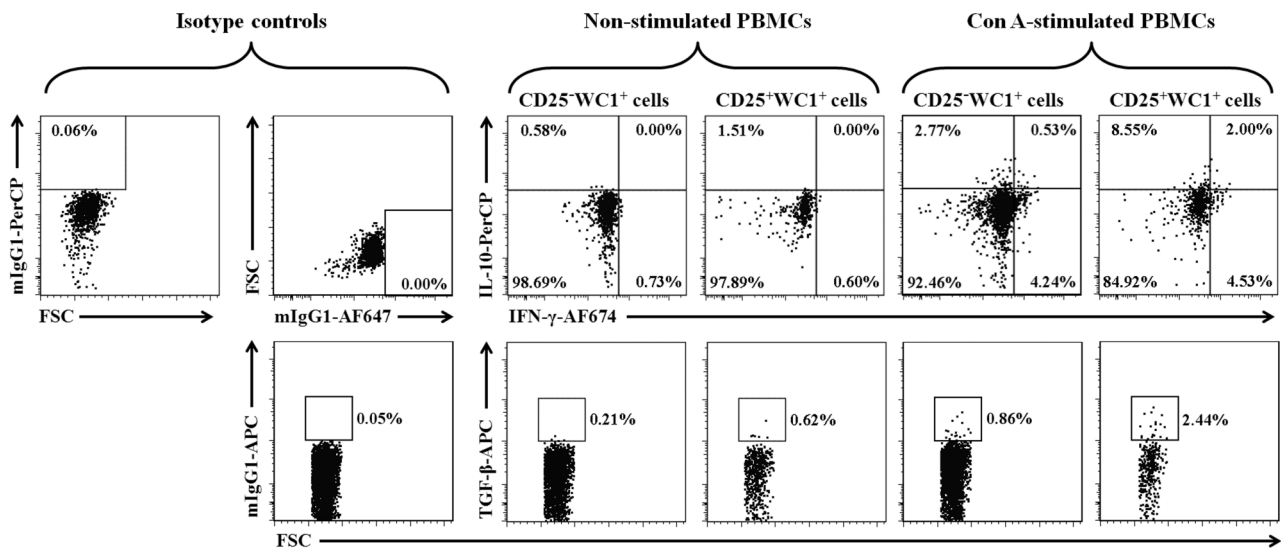 Isotype controls
Non-stimulated PBMCs
Con A-stimulated PBMCs
CD25⁻WC1⁺ cells
CD25⁺WC1⁺ cells
CD25⁻WC1⁺ cells
CD25⁺WC1⁺ cells
mIgG1-PerCP
0.06%
FSC
FSC
0.00%
mIgG1-AF647
IL-10-PerCP
0.58%
0.00%
98.69%
0.73%
1.51%
0.00%
97.89%
0.60%
2.77%
0.53%
92.46%
4.24%
8.55%
2.00%
84.92%
4.53%
IFN-γ-AF674
mIgG1-APC
0.05%
TGF-β-APC
0.21%
0.62%
0.86%
2.44%
FSC